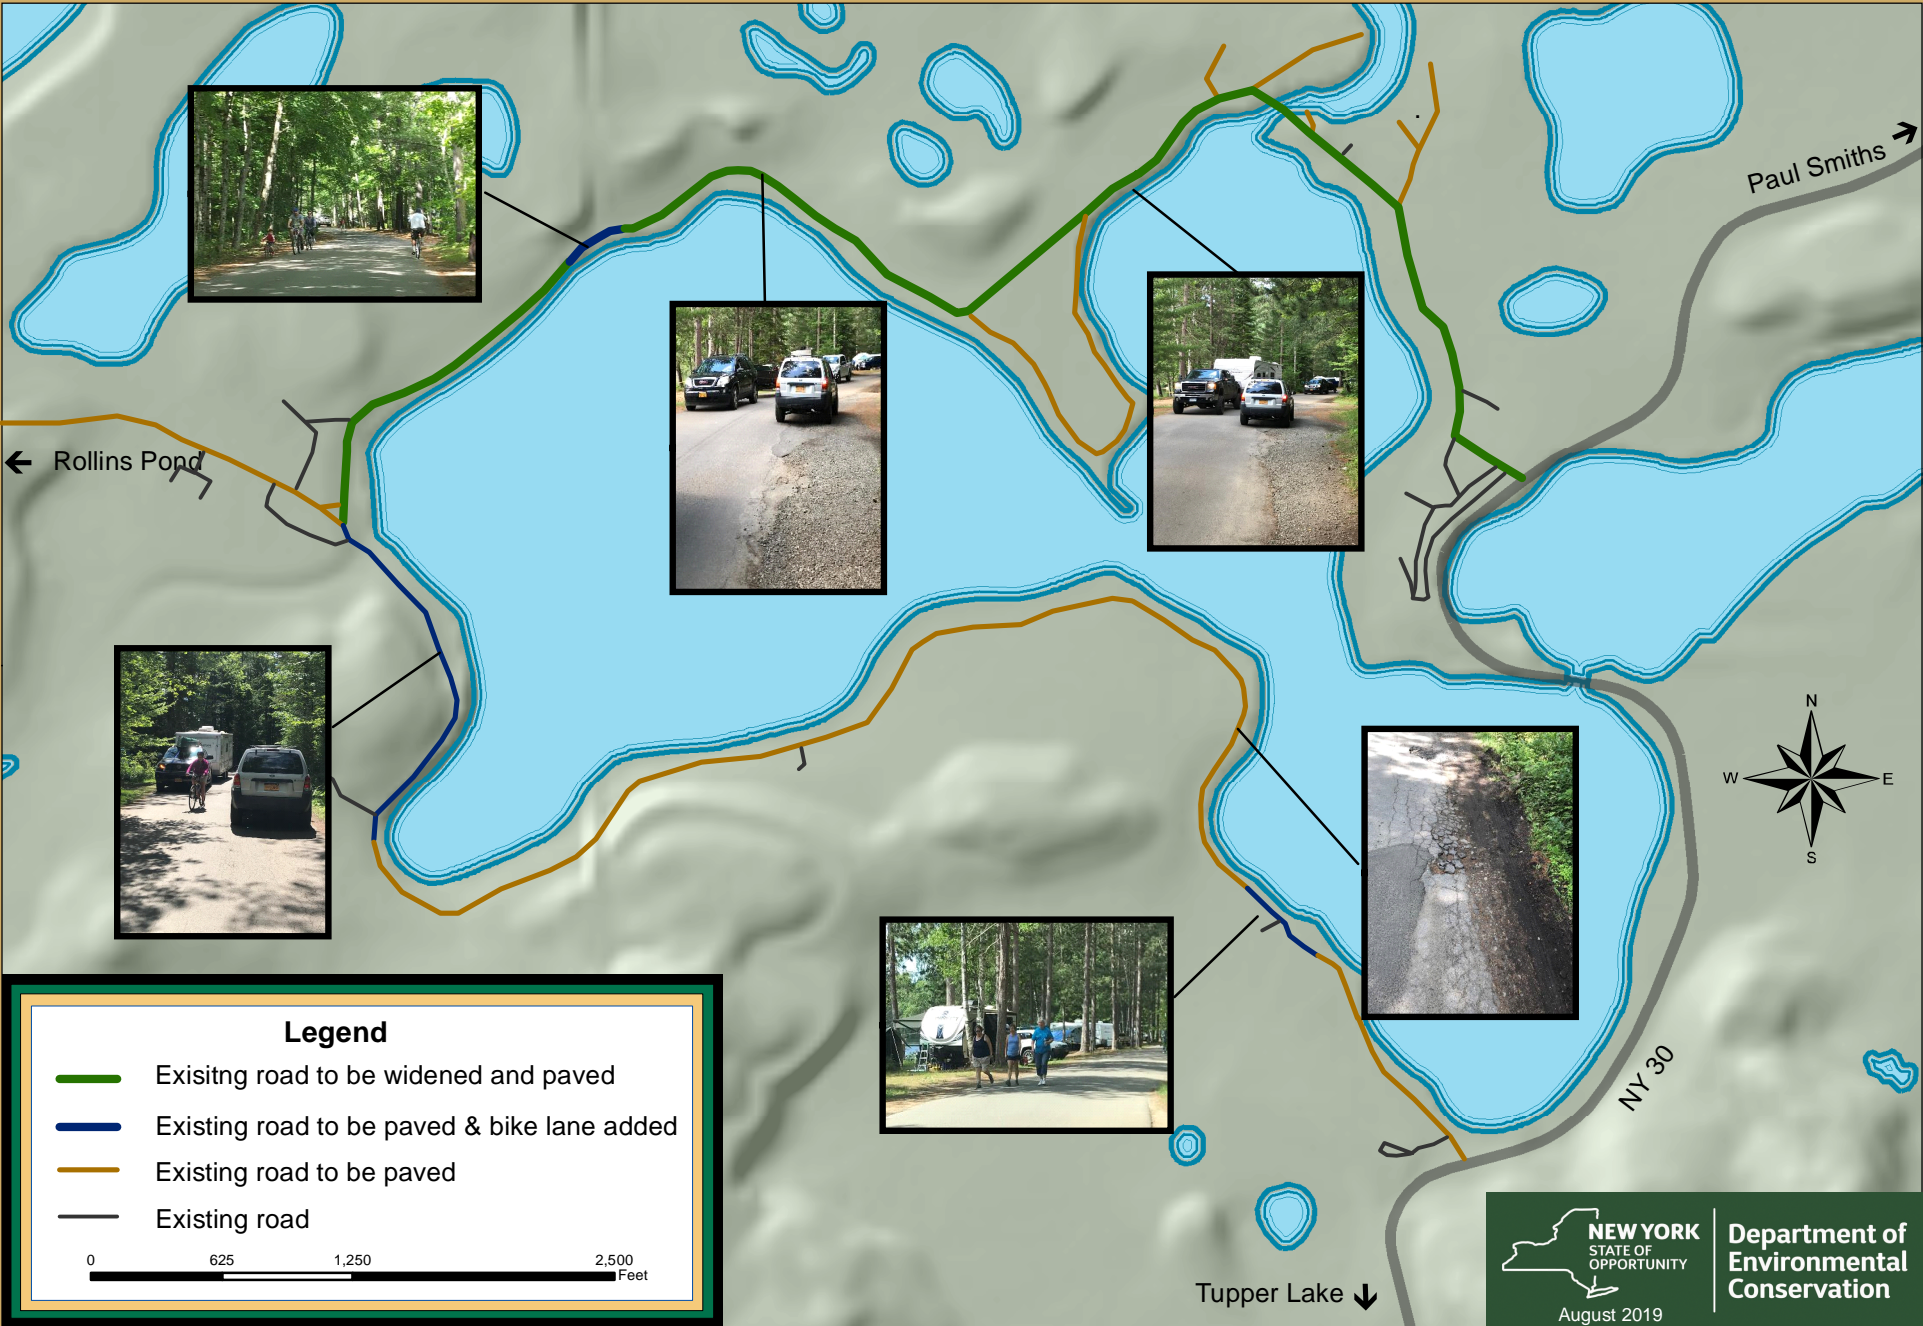 Paul Smiths
Rollins Pond
N
W
E
S
NY 30
Tupper Lake
Legend
Exisitng road to be widened and paved
Existing road to be paved & bike lane added
Existing road to be paved
Existing road
0 625 1,250 2,500
Feet
NEW YORK
STATE OF
OPPORTUNITY
Department of
Environmental
Conservation
August 2019